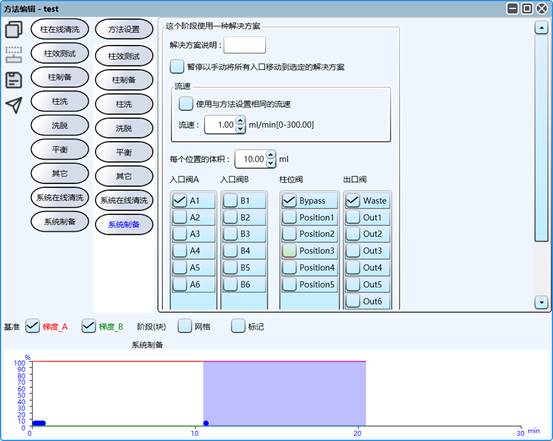 方法编辑 - test
柱在线清洗
柱效测试
柱制备
柱洗
洗脱
平衡
其它
系统在线清洗
系统制备
方法设置
柱在线清洗
柱效测试
柱制备
柱洗
洗脱
平衡
其它
系统在线清洗
系统制备
这个阶段使用一种解决方案
解决方案说明：
暂停以手动将所有入口移动到选定的解决方案
流速
使用与方法设置相同的流速
流速： 1.00 ml/min[0-300.00]
每个位置的体积： 10.00 ml
入口阀A 入口阀B 柱位阀 出口阀
A1 B1 Bypass Waste
A2 B2 Position1 Out1
A3 B3 Position2 Out2
A4 B4 Position3 Out3
A5 B5 Position4 Out4
A6 B6 Position5 Out5
Out6
基准 梯度_A 梯度_B 阶段(块) 网格 标记
系统制备
%
100
90
80
70
60
50
40
30
20
10
0
0 10 20 30 min